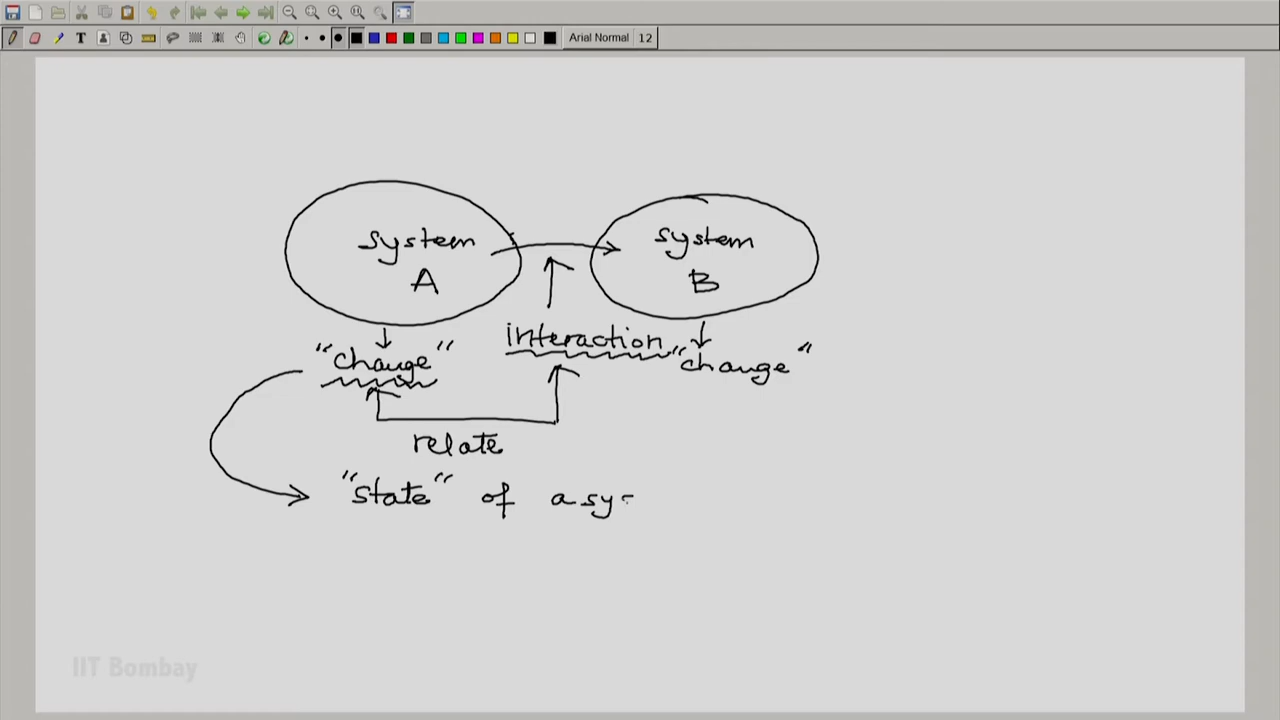 T Arial Normal 12
system system
A B
interaction
"change" "change"
relate
"state" of a sy
IIT Bombay